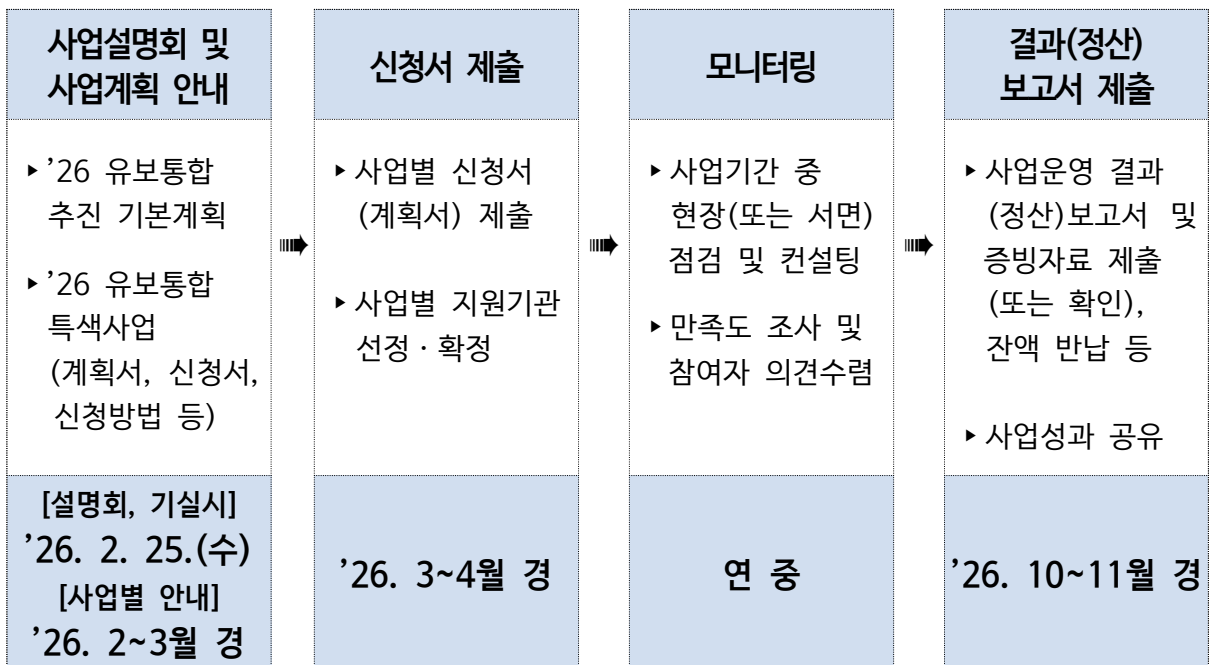 사업설명회 및
사업계획 안내
▸’26 유보통합
추진 기본계획
▸’26 유보통합
특색사업
(계획서, 신청서,
신청방법 등)
[설명회, 기실시]
’26. 2. 25.(수)
[사업별 안내]
’26. 2~3월 경
신청서 제출
▸사업별 신청서
(계획서) 제출
▸사업별 지원기관
선정 · 확정
’26. 3~4월 경
모니터링
▸사업기간 중
현장(또는 서면)
점검 및 컨설팅
▸만족도 조사 및
참여자 의견수렴
연 중
결과(정산)
보고서 제출
▸사업운영 결과
(정산)보고서 및
증빙자료 제출
(또는 확인),
잔액 반납 등
▸사업성과 공유
’26. 10~11월 경